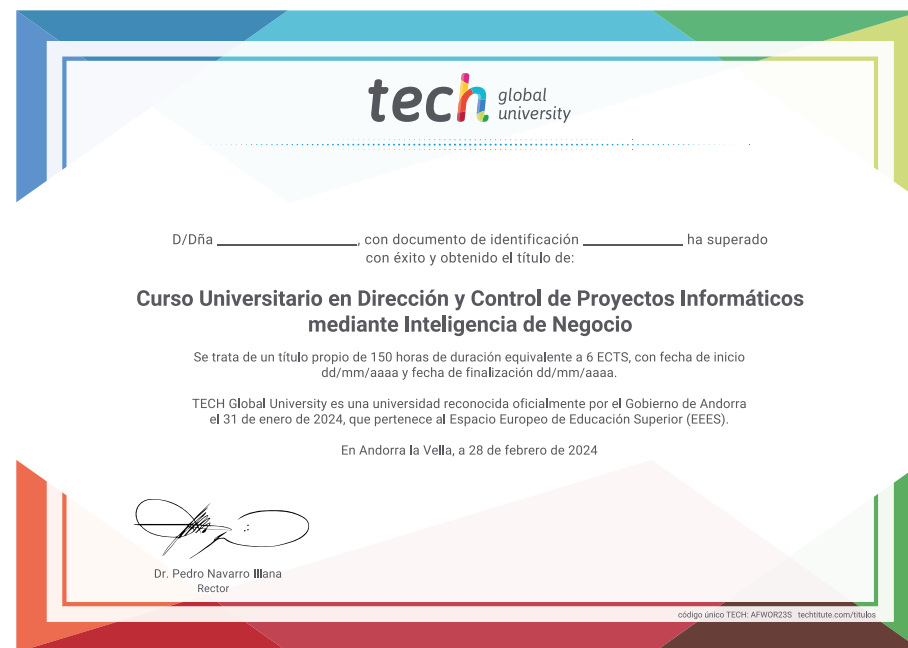 tech global university
D/Dña ____________________, con documento de identificación ______________ ha superado
con éxito y obtenido el título de:
Curso Universitario en Dirección y Control de Proyectos Informáticos
mediante Inteligencia de Negocio
Se trata de un título propio de 150 horas de duración equivalente a 6 ECTS, con fecha de inicio
dd/mm/aaaa y fecha de finalización dd/mm/aaaa.
TECH Global University es una universidad reconocida oficialmente por el Gobierno de Andorra
el 31 de enero de 2024, que pertenece al Espacio Europeo de Educación Superior (EEES).
En Andorra la Vella, a 28 de febrero de 2024
Dr. Pedro Navarro Illana
Rector
código único TECH: AFWOR23S techtitute.com/titulos